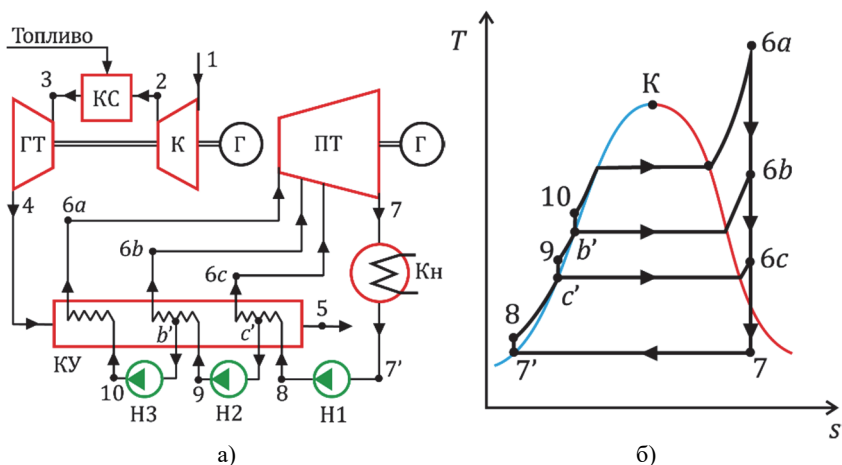 Топливо
1
3
2
КС
ГТ
К
Г
ПТ
Г
4
6a
6b
6c
7
Кн
b’
c’
5
КУ
10
9
8
7’
Н3
Н2
Н1
а)
T
К
6a
6b
10
9
b’
6c
c’
8
7’
7
s
б)